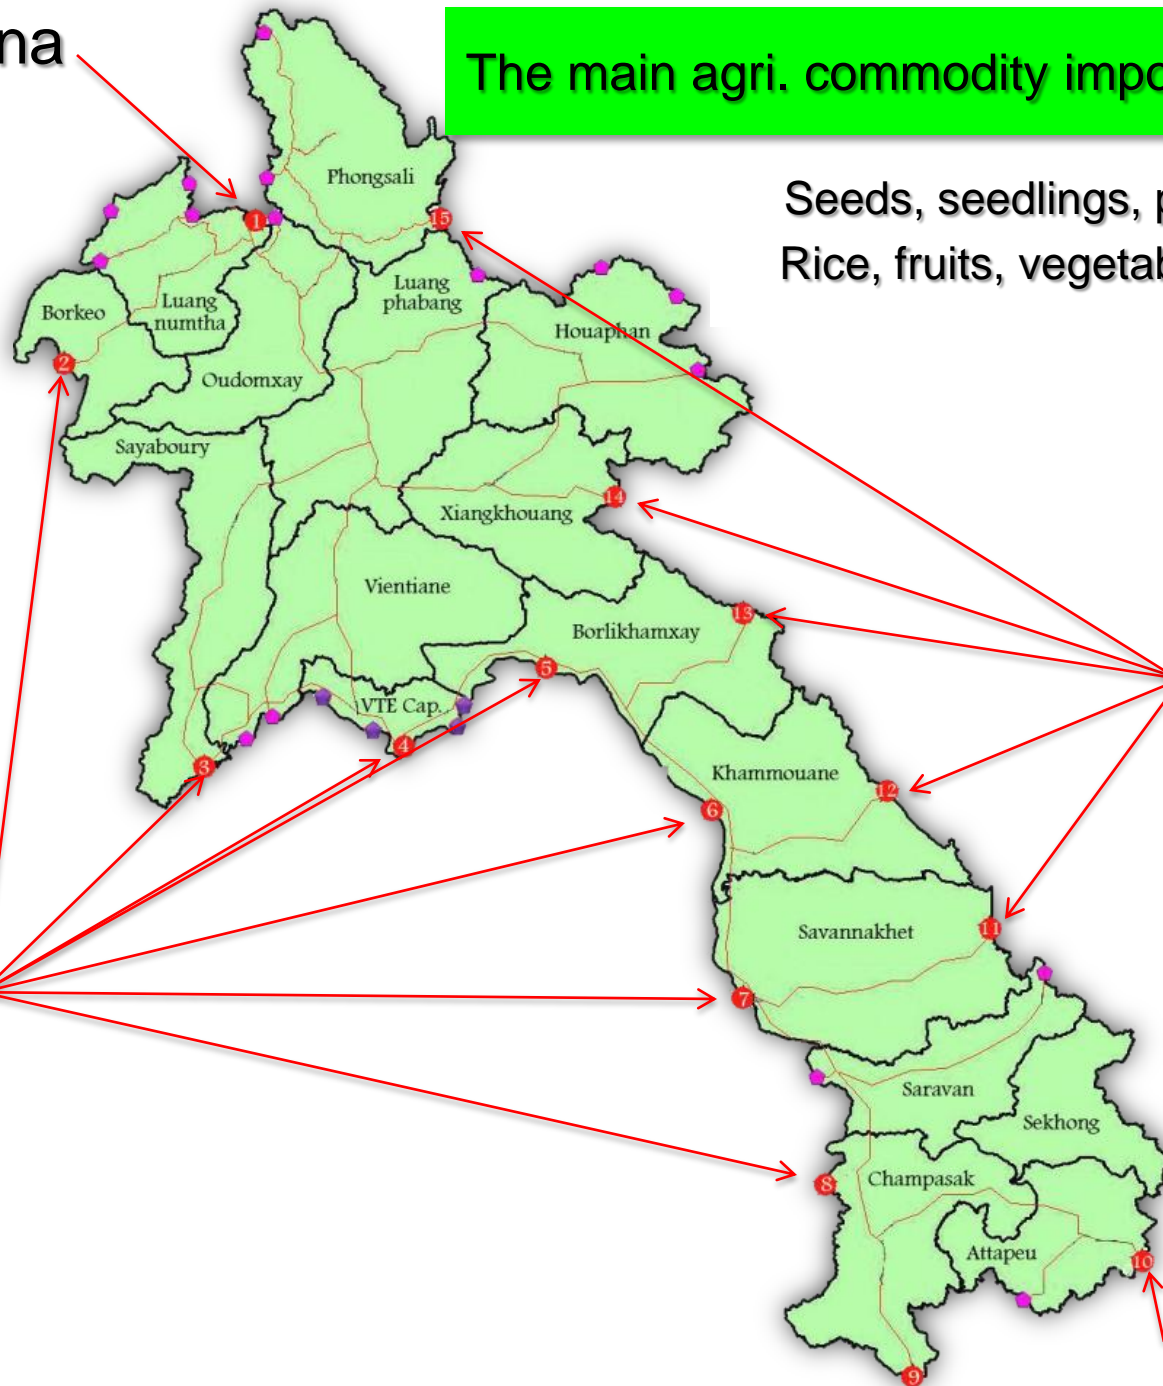 na
The main agri. commodity impo
Seeds, seedlings, p
Rice, fruits, vegetab
Phongsali
1
15
Luang
phabang
Borkeo
Luang
numtha
Houaphan
2
Oudomxay
Sayaboury
14
Xiangkhouang
Vientiane
13
Borlikhamxay
5
VTE Cap.
4
3
Khammouane
12
6
Savannakhet
11
7
Saravan
Sekhong
8
Champasak
Attapeu
10
9